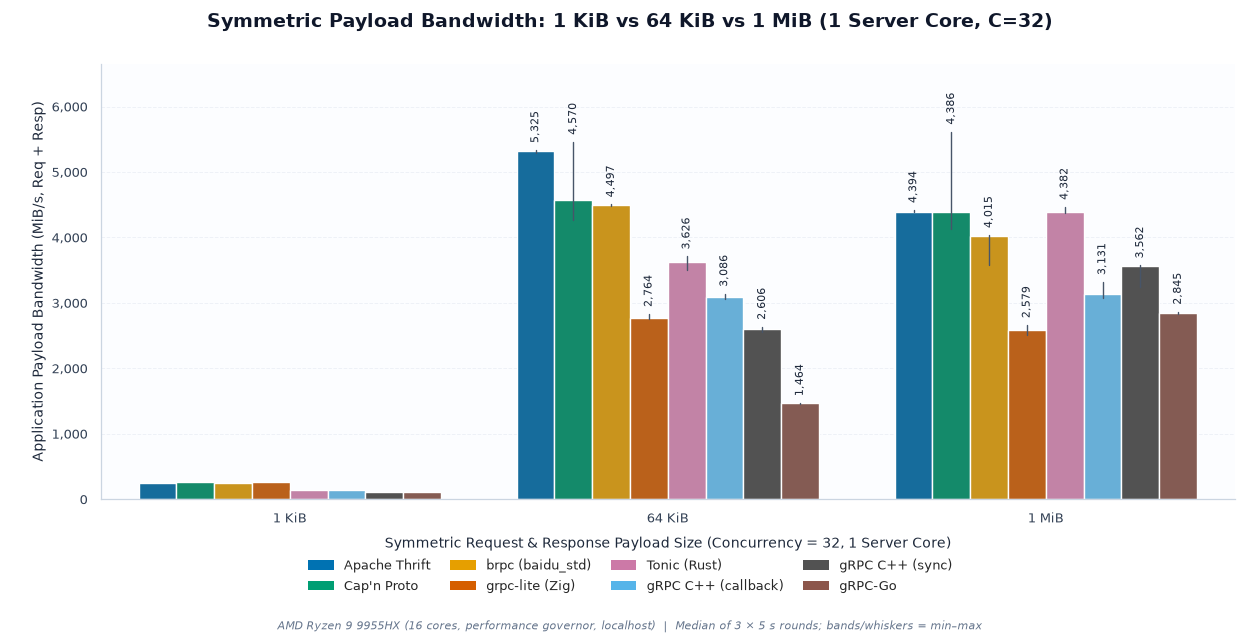 Symmetric Payload Bandwidth: 1 KiB vs 64 KiB vs 1 MiB (1 Server Core, C=32)
Application Payload Bandwidth (MiB/s, Req + Resp)
6,000
5,000
4,000
3,000
2,000
1,000
0
5,325
4,570
4,497
2,764
3,626
3,086
2,606
1,464
4,394
4,386
4,015
2,579
4,382
3,131
3,562
2,845
1 KiB
64 KiB
1 MiB
Symmetric Request & Response Payload Size (Concurrency = 32, 1 Server Core)
Apache Thrift
Cap'n Proto
brpc (baidu_std)
grpc-lite (Zig)
Tonic (Rust)
gRPC C++ (callback)
gRPC C++ (sync)
gRPC-Go
AMD Ryzen 9 9955HX (16 cores, performance governor, localhost) | Median of 3 × 5 s rounds; bands/whiskers = min–max